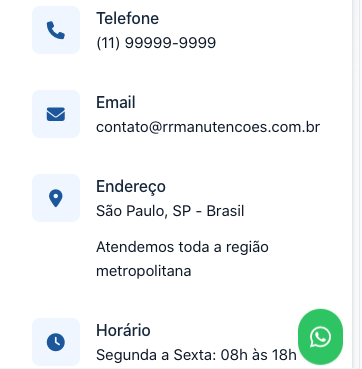 Telefone
(11) 99999-9999
Email
contato@rrmanutencoes.com.br
Endereço
São Paulo, SP - Brasil
Atendemos toda a região
metropolitana
Horário
Segunda a Sexta: 08h às 18h